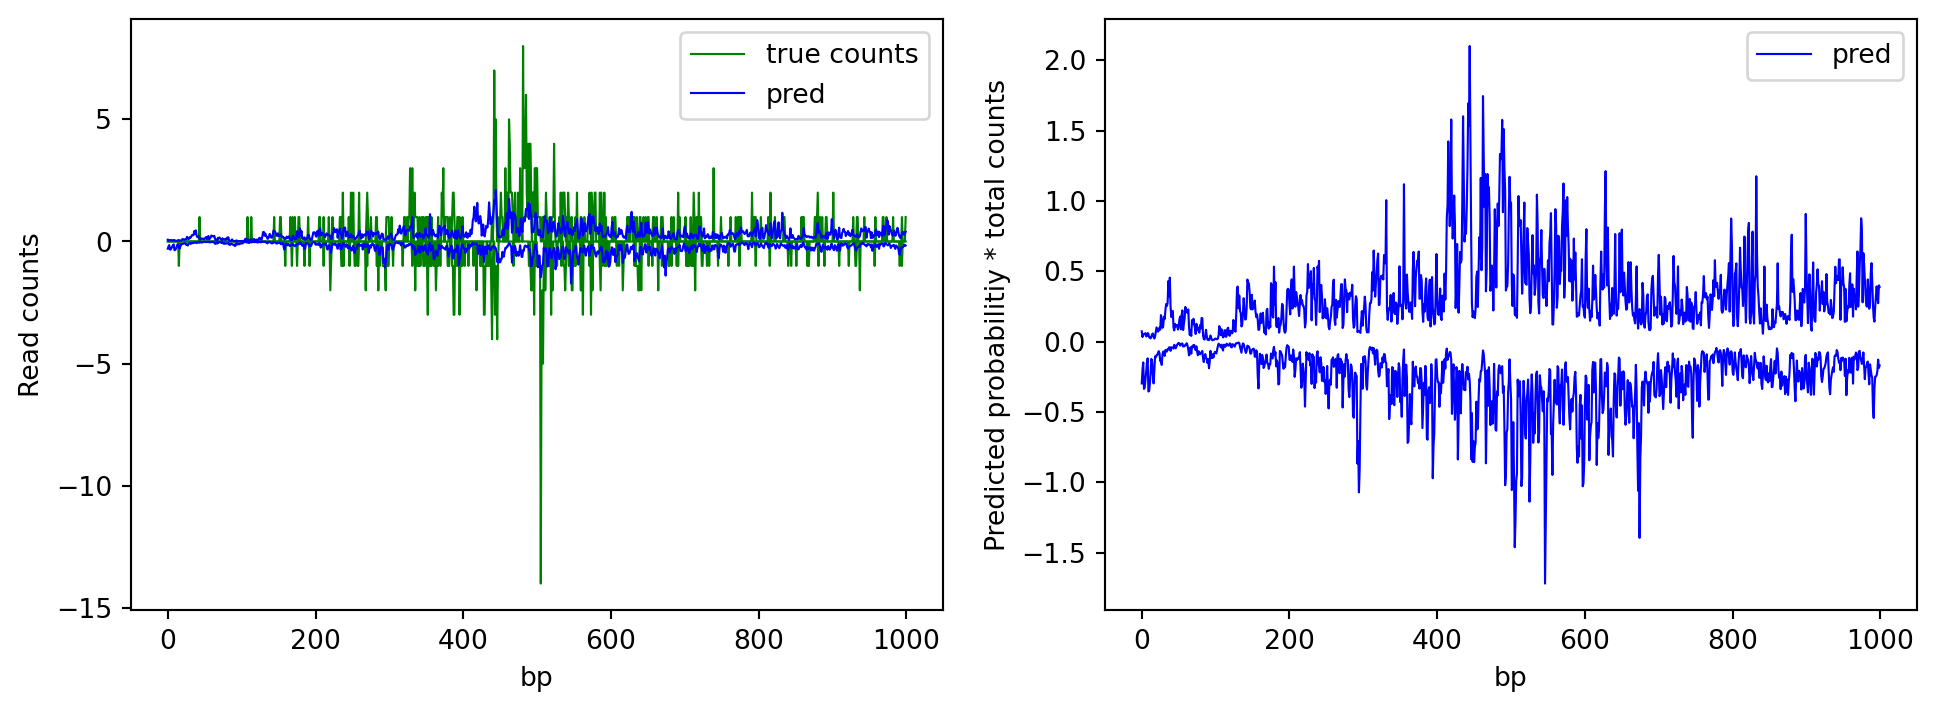 true counts
pred
5
0
−5
−10
−15
Read counts
0 200 400 600 800 1000
bp
pred
2.0
1.5
1.0
0.5
0.0
−0.5
−1.0
−1.5
Predicted probabilitiy * total counts
0 200 400 600 800 1000
bp